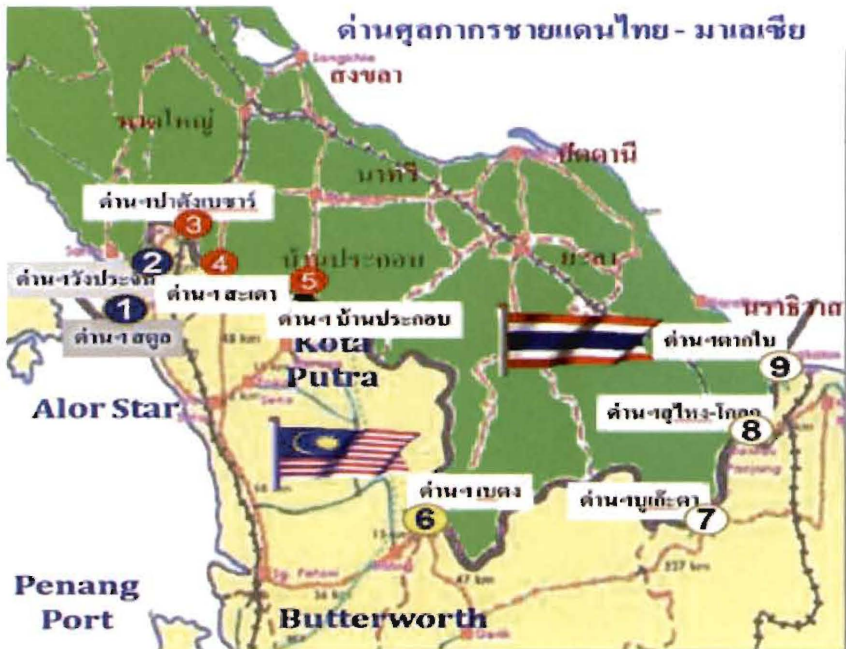 ด่านศุลกากรชายแดนไทย - มาเลเซีย
Songkhla
สงขลา
หาดใหญ่
ปัตตานี
นาทวี
ด่านฯปาดังเบซาร์
3
2
4
บ้านประกอบ
5
ยะลา
ด่านฯวังประจัน
ด่านฯ สะเดา
1
ด่านฯ สตูล
ด่านฯ บ้านประกอบ
นราธิวาส
ด่านฯตากใบ
9
Kota
Putra
Alor Star
ด่านฯสุไหง-โกลก
8
ด่านฯ เบตง
6
ด่านฯบูเก๊ะตา
7
47 km
227 km
Penang
Port
Butterworth